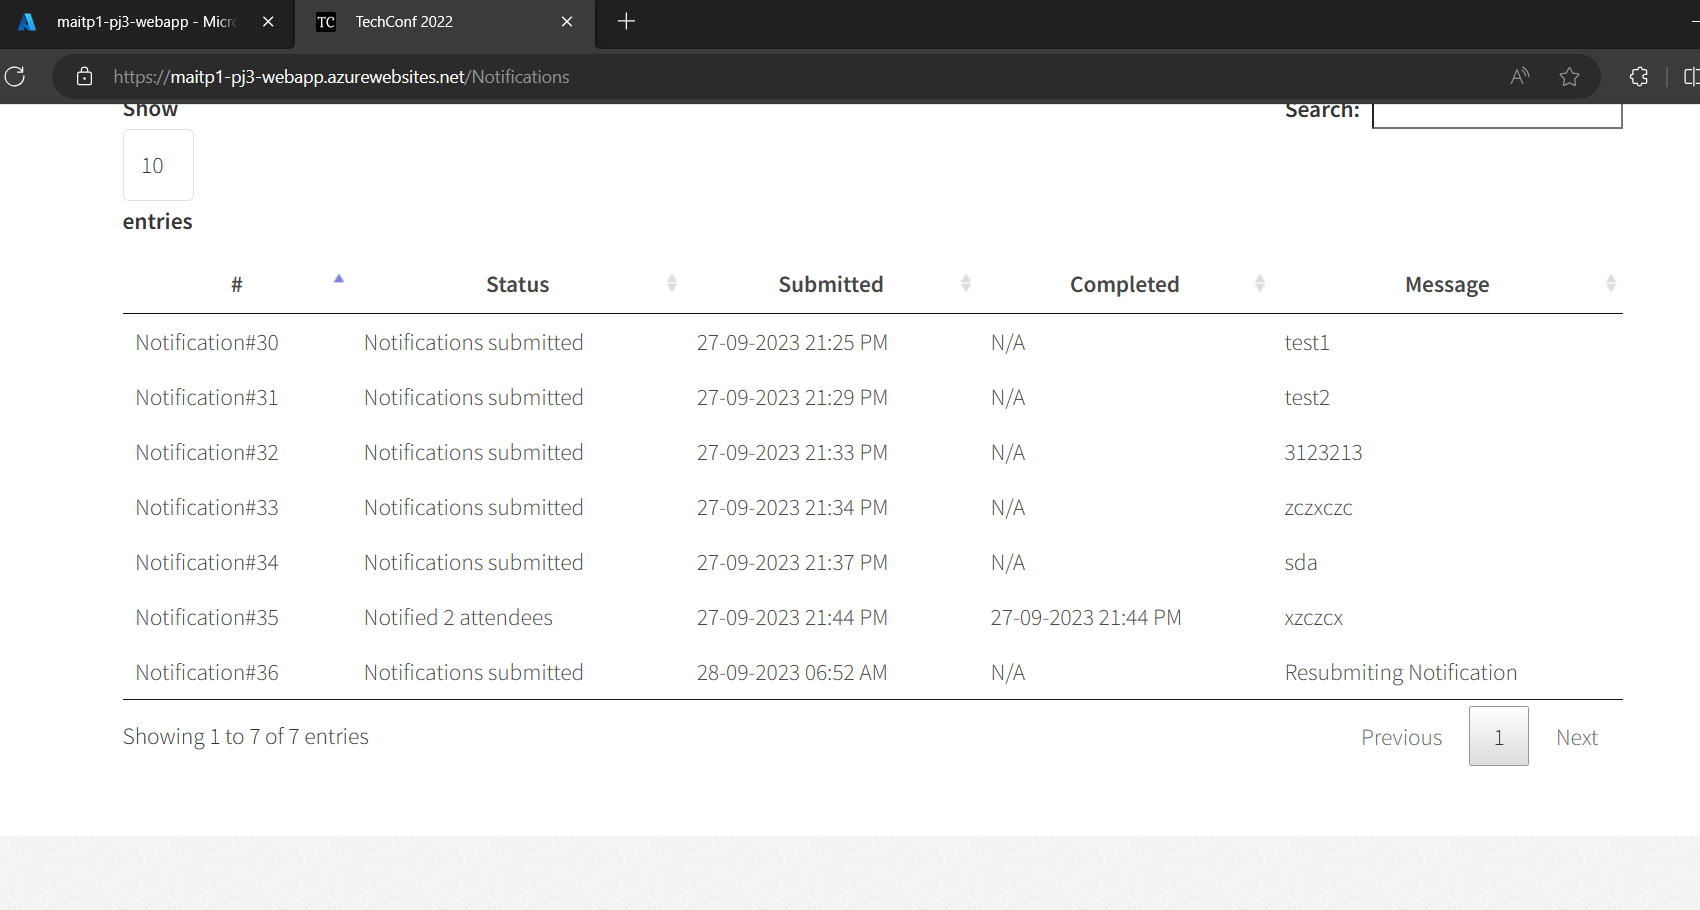 maitp1-pj3-webapp - Micro
TC TechConf 2022
https://maitp1-pj3-webapp.azurewebsites.net/Notifications
Show
Search:
10
entries
# Status Submitted Completed Message
Notification#30 Notifications submitted 27-09-2023 21:25 PM N/A test1
Notification#31 Notifications submitted 27-09-2023 21:29 PM N/A test2
Notification#32 Notifications submitted 27-09-2023 21:33 PM N/A 3123213
Notification#33 Notifications submitted 27-09-2023 21:34 PM N/A zczxczc
Notification#34 Notifications submitted 27-09-2023 21:37 PM N/A sda
Notification#35 Notified 2 attendees 27-09-2023 21:44 PM 27-09-2023 21:44 PM xzczcx
Notification#36 Notifications submitted 28-09-2023 06:52 AM N/A Resubmiting Notification
Showing 1 to 7 of 7 entries
Previous 1 Next